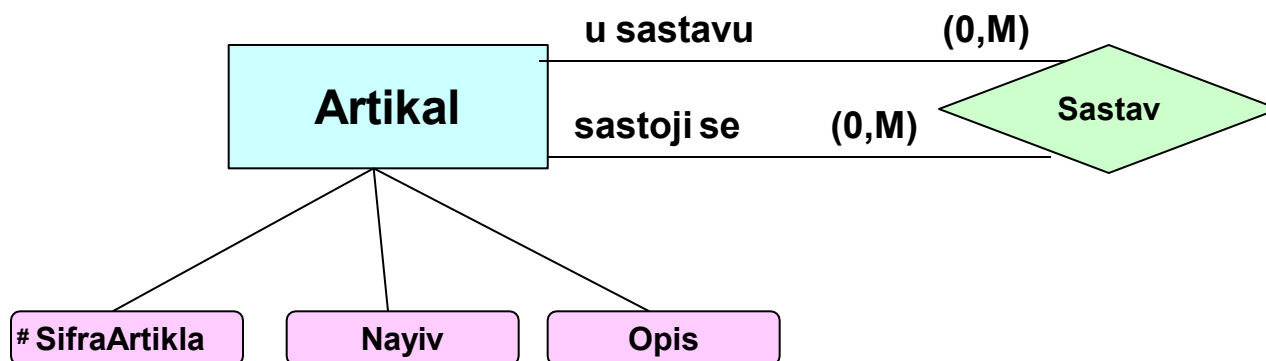 u sastavu (0,M)
Artikal
Sastav
sastoji se (0,M)
# SifraArtikla
Nayiv
Opis